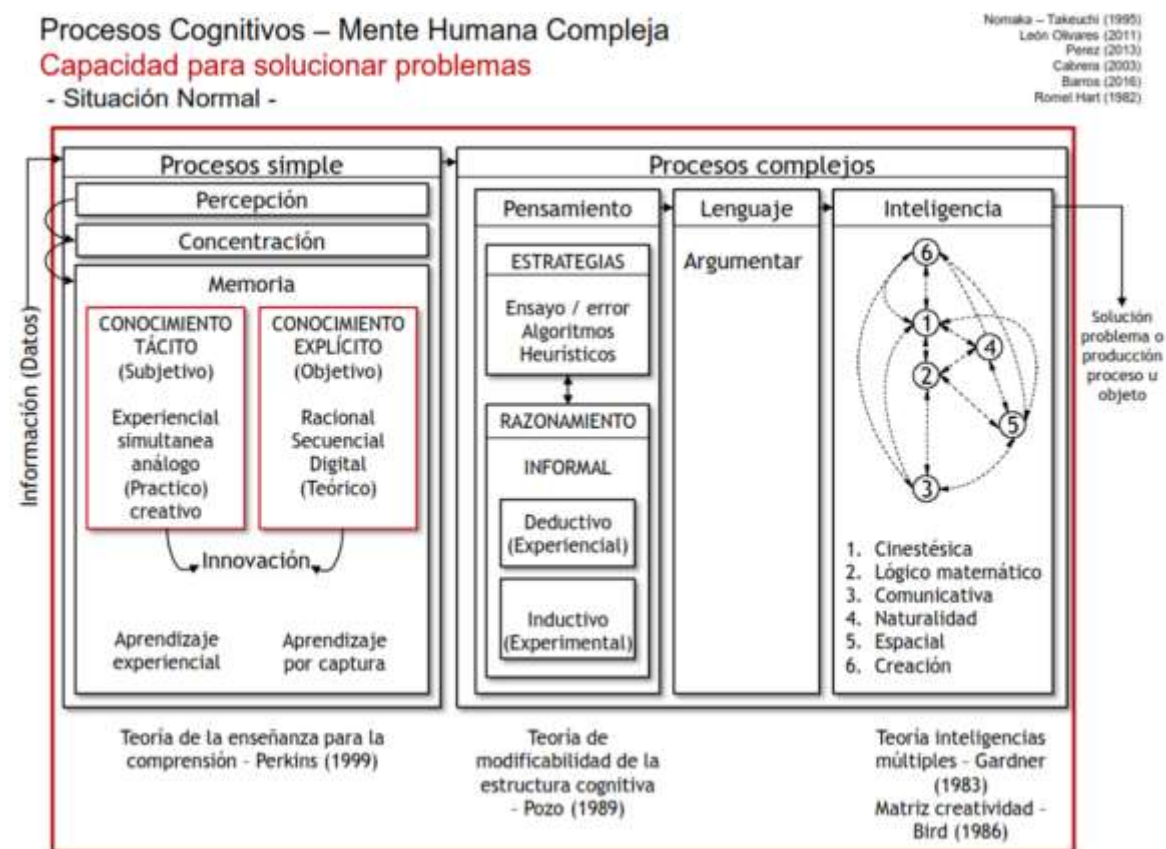 Procesos Cognitivos – Mente Humana Compleja
Capacidad para solucionar problemas
- Situación Normal -
Nomaka – Takeuchi (1995)
León Olivares (2011)
Perez (2013)
Cabrera (2003)
Barros (2016)
Romel Hart (1982)
Información (Datos)
Procesos simple
Percepción
Concentración
Memoria
CONOCIMIENTO
TÁCITO
(Subjetivo)
Experiencial
simultanea
análogo
(Practico)
creativo
CONOCIMIENTO
EXPLÍCITO
(Objetivo)
Racional
Secuencial
Digital
(Teórico)
Innovación
Aprendizaje
experiencial
Aprendizaje
por captura
Procesos complejos
Pensamiento
ESTRATEGIAS
Ensayo / error
Algoritmos
Heurísticos
RAZONAMIENTO
INFORMAL
Deductivo
(Experiencial)
Inductivo
(Experimental)
Lenguaje
Argumentar
Inteligencia
6
1
4
2
5
3
1. Cinestésica
2. Lógico matemático
3. Comunicativa
4. Naturalidad
5. Espacial
6. Creación
Solución
problema o
producción
proceso u
objeto
Teoría de la enseñanza para la
comprensión – Perkins (1999)
Teoría de
modificabilidad de la
estructura cognitiva
– Pozo (1989)
Teoría inteligencias
múltiples – Gardner
(1983)
Matriz creatividad –
Bird (1986)